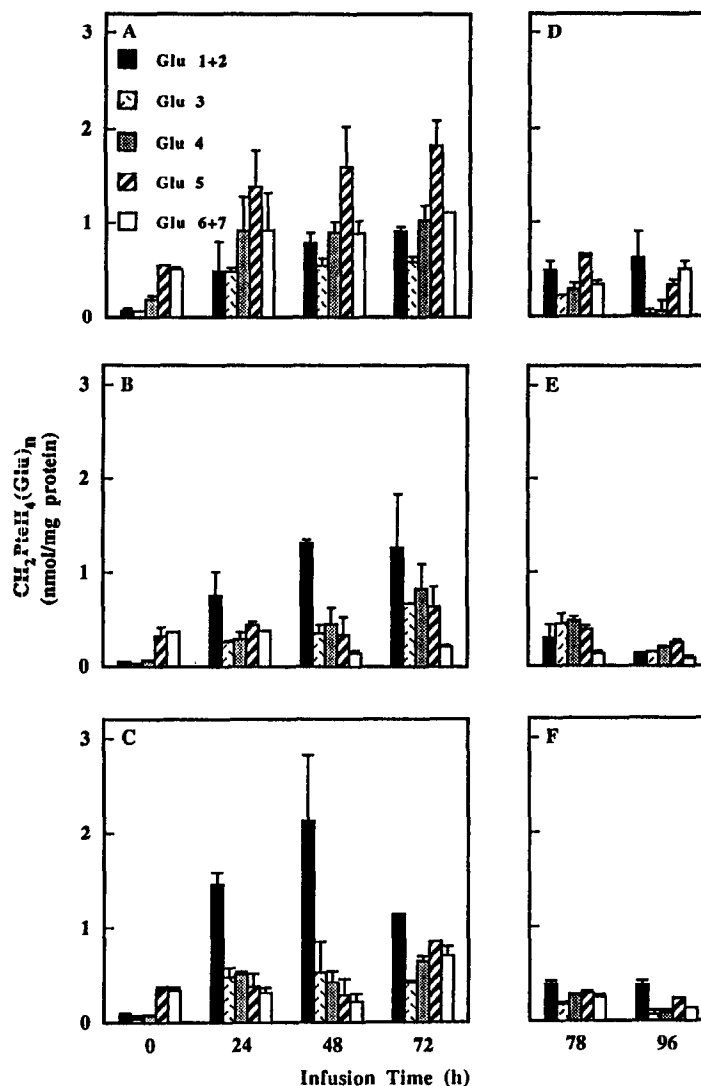 3
A
D
Glu 1+2
Glu 3
2
Glu 4
Glu 5
1
Glu 6+7
0
3
B
E
2
1
0
CH2PteH4(Glu)n
(nmol/mg protein)
3
C
F
2
1
0
0 24 48 72 78 96
Infusion Time (h)